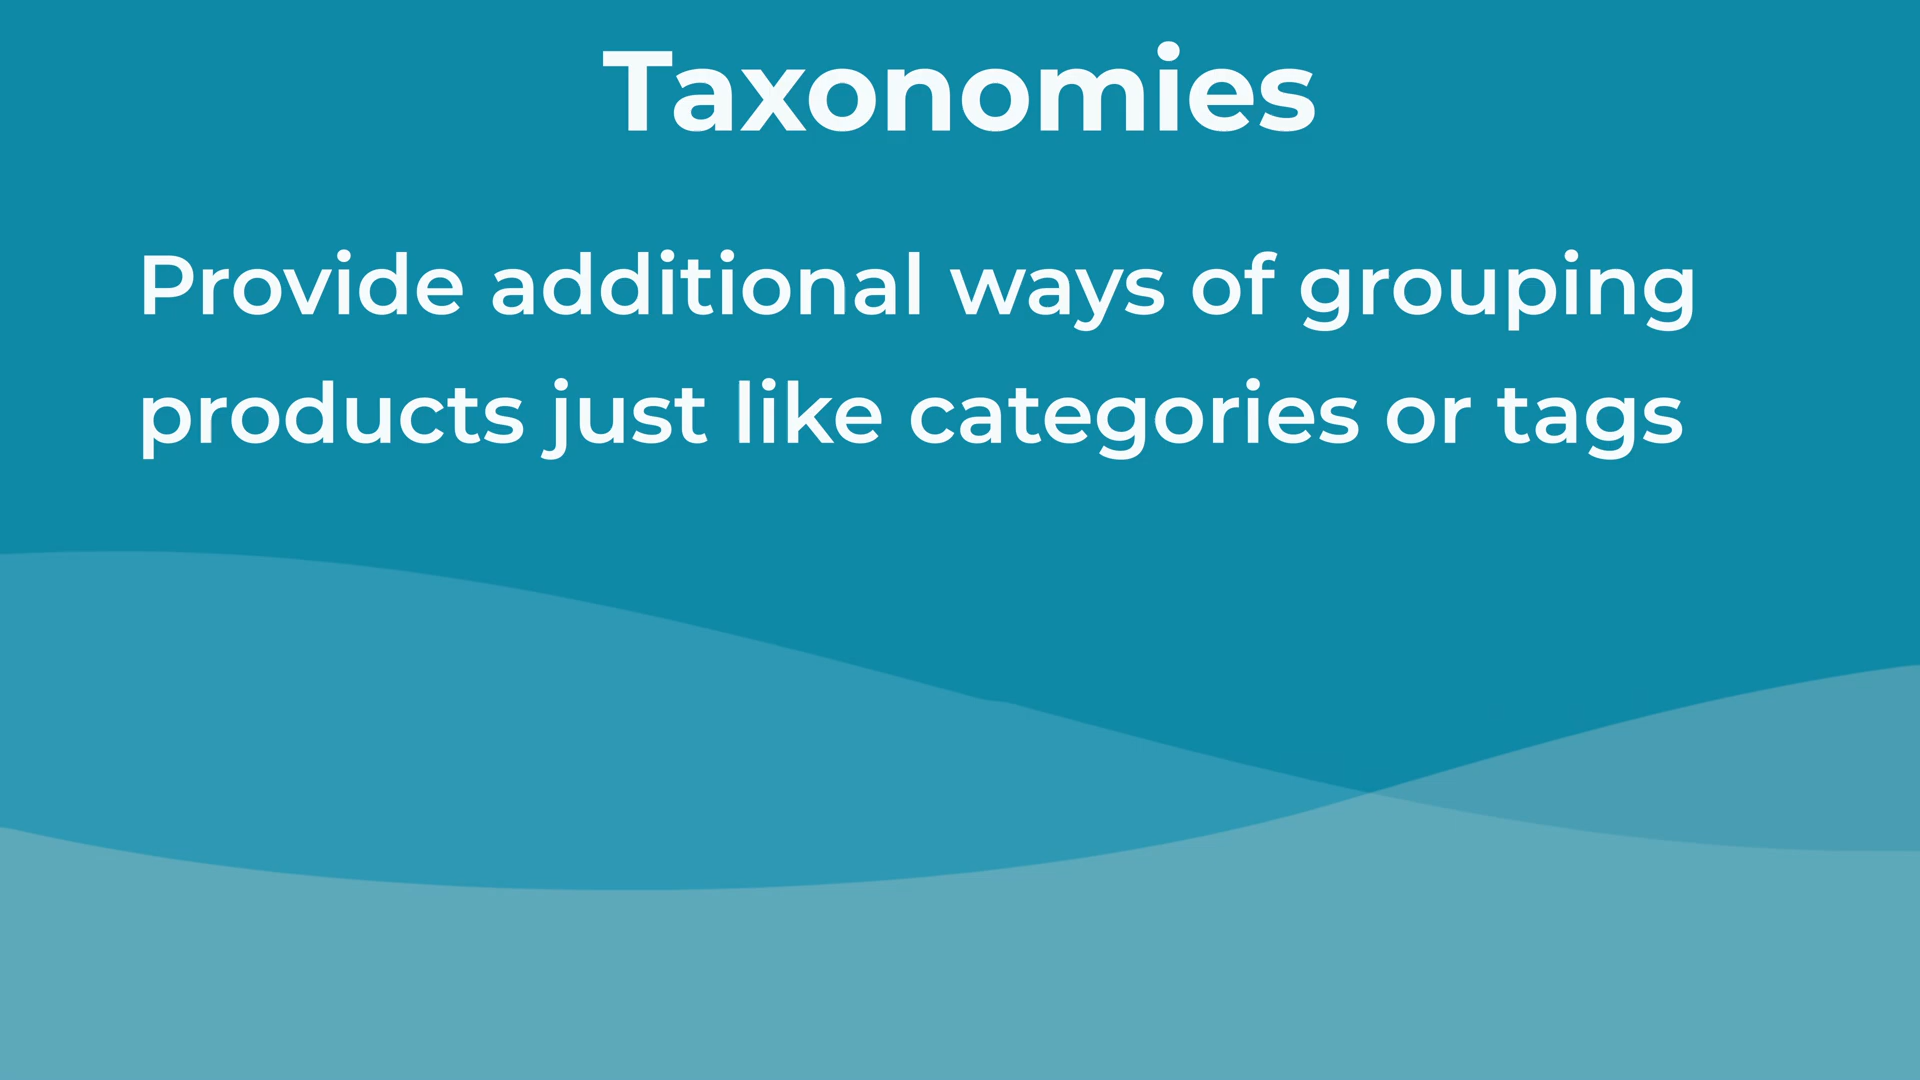 Taxonomies
Provide additional ways of grouping
products just like categories or tags